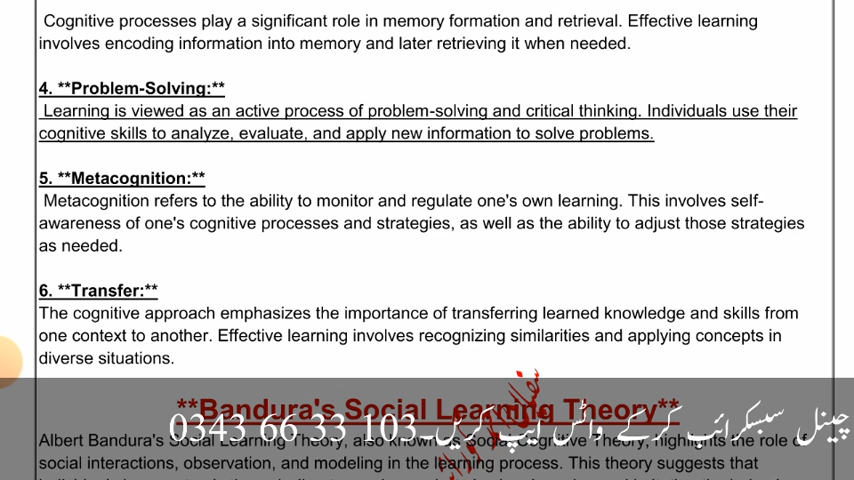 Cognitive processes play a significant role in memory formation and retrieval. Effective learning
involves encoding information into memory and later retrieving it when needed.
4. **Problem-Solving:**
Learning is viewed as an active process of problem-solving and critical thinking. Individuals use their
cognitive skills to analyze, evaluate, and apply new information to solve problems.
5. **Metacognition:**
Metacognition refers to the ability to monitor and regulate one's own learning. This involves self-
awareness of one's cognitive processes and strategies, as well as the ability to adjust those strategies
as needed.
6. **Transfer:**
The cognitive approach emphasizes the importance of transferring learned knowledge and skills from
one context to another. Effective learning involves recognizing similarities and applying concepts in
diverse situations.
**Bandura's Social Learning Theory**
چینل سبسکرائب کرکے واٹس ایپ کریں۔ 0343 66 33 103
Albert Bandura's Social Learning Theory, also known as Social Cognitive Theory, highlights the role of
social interactions, observation, and modeling in the learning process. This theory suggests that